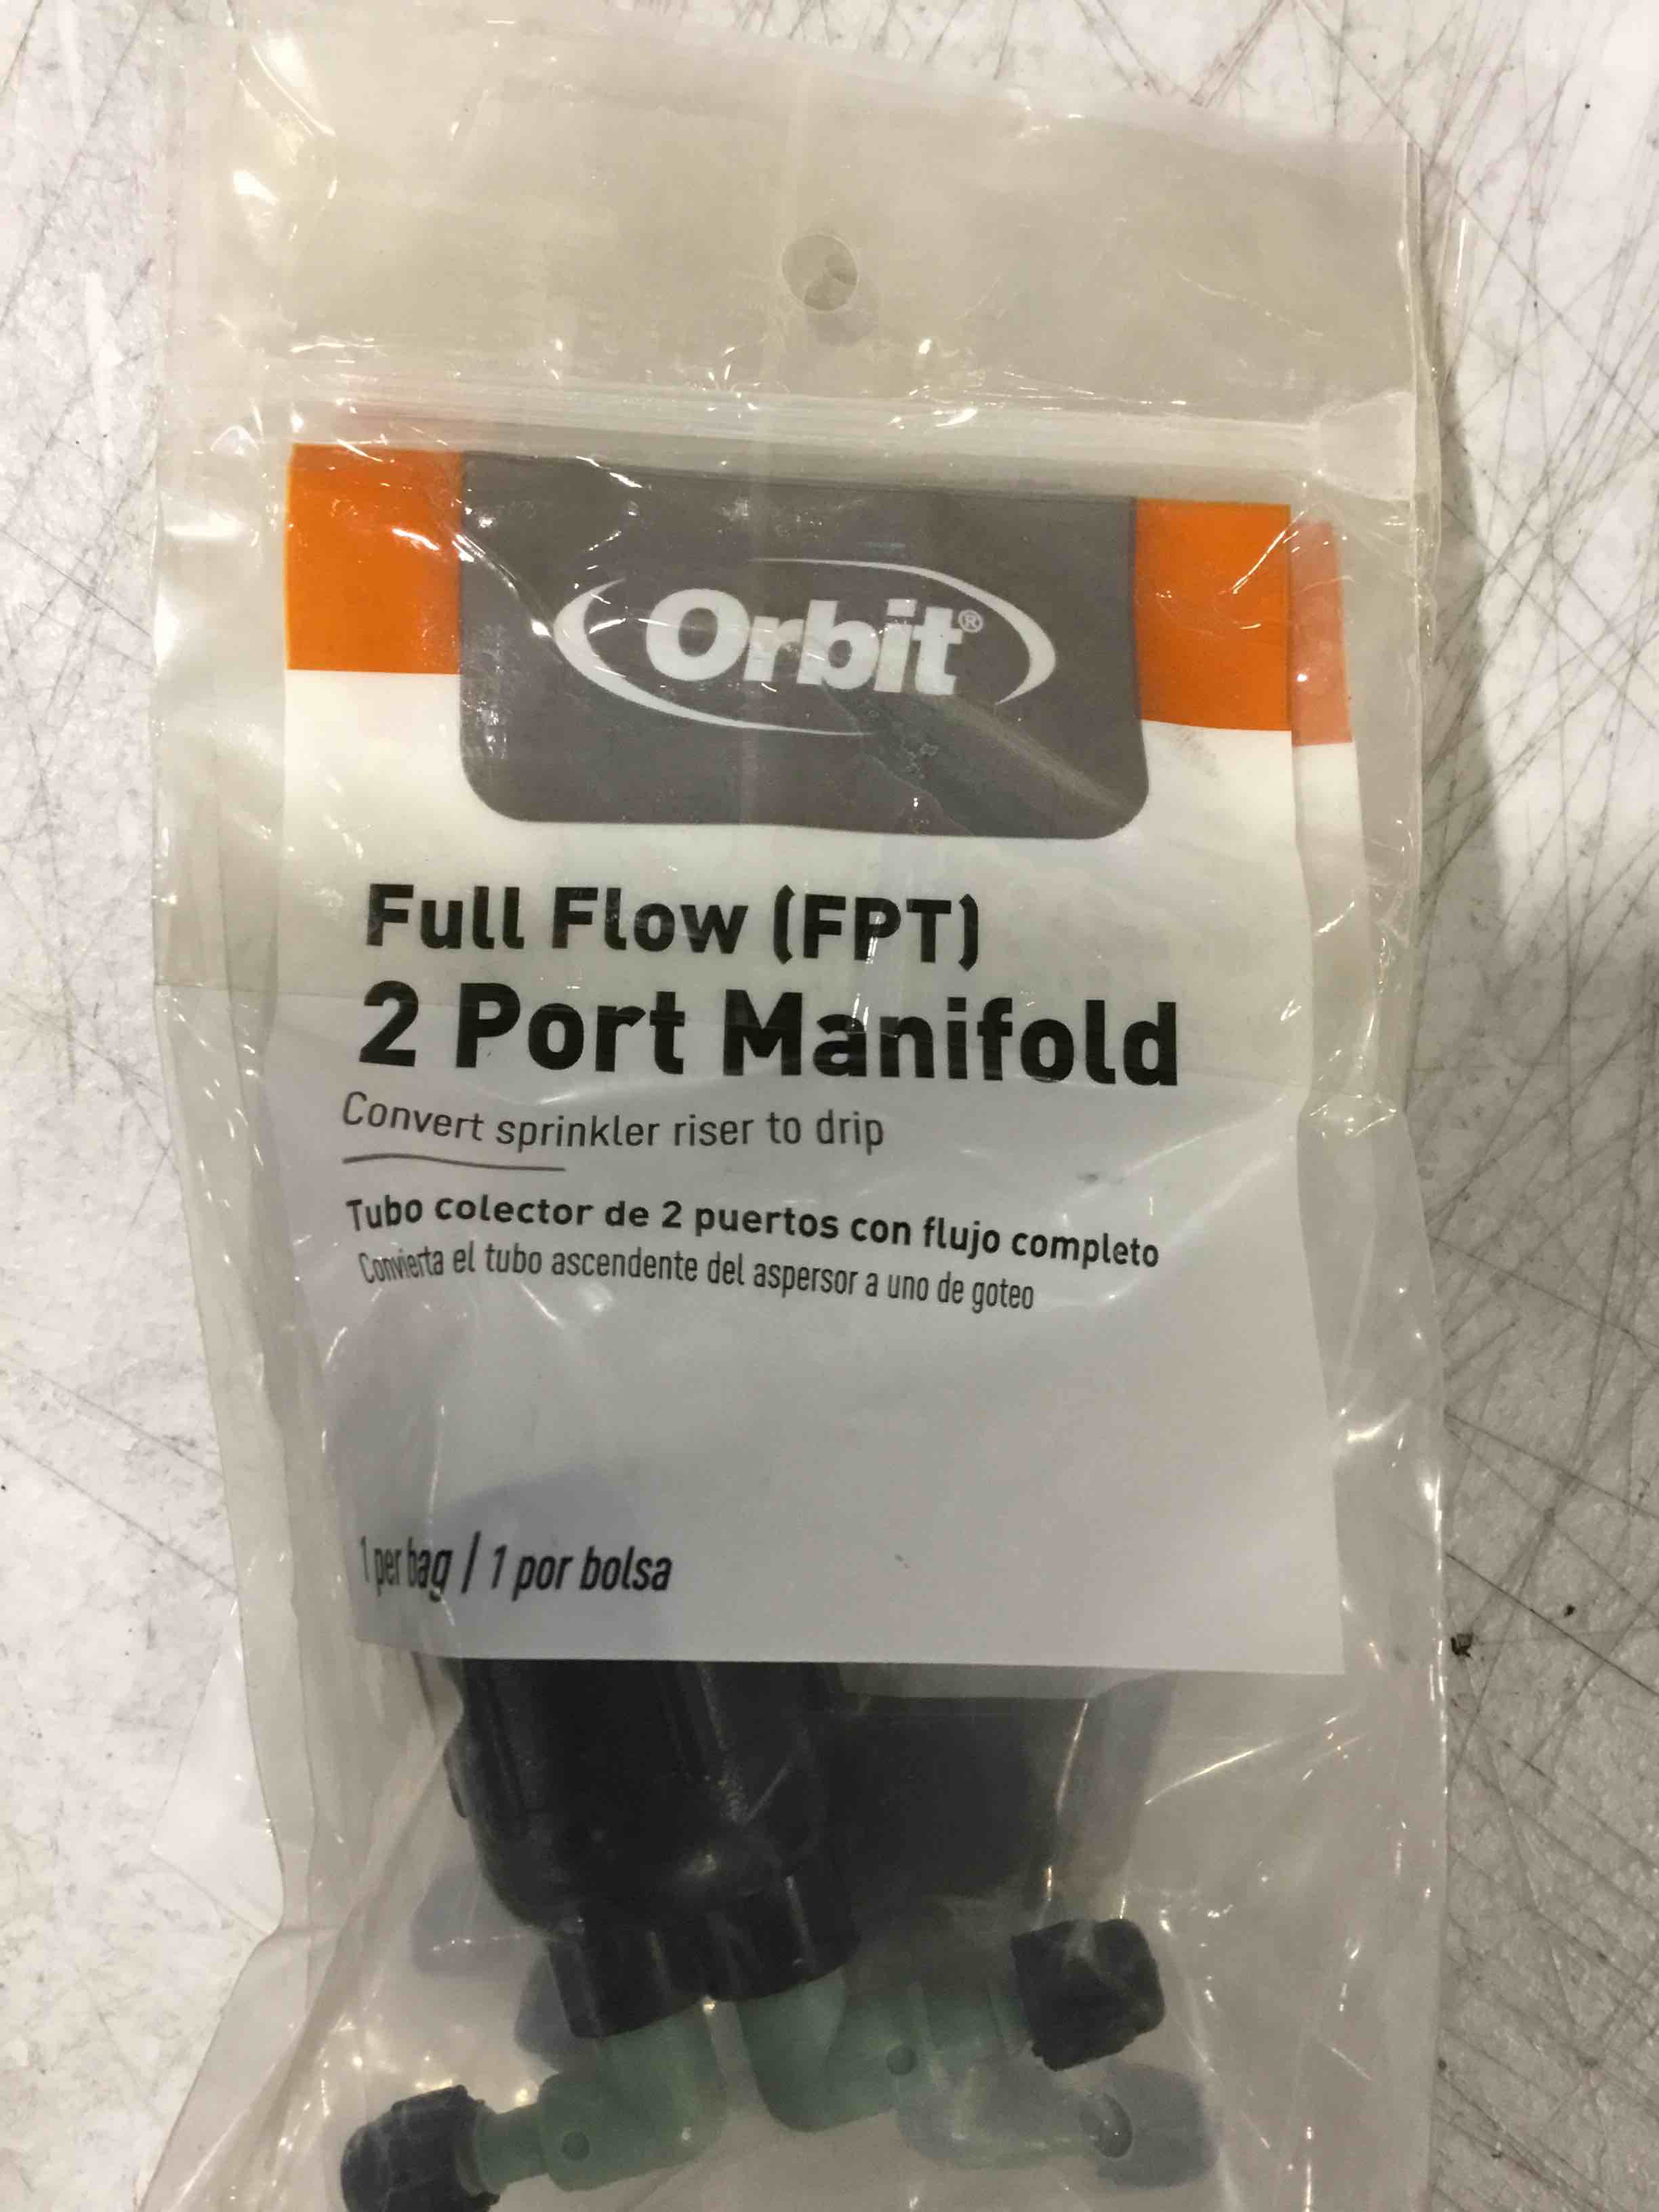 Orbit®
Full Flow (FPT)
2 Port Manifold
Convert sprinkler riser to drip
Tubo colector de 2 puertos con flujo completo
Convierta el tubo ascendente del aspersor a uno de goteo
1 per bag / 1 por bolsa